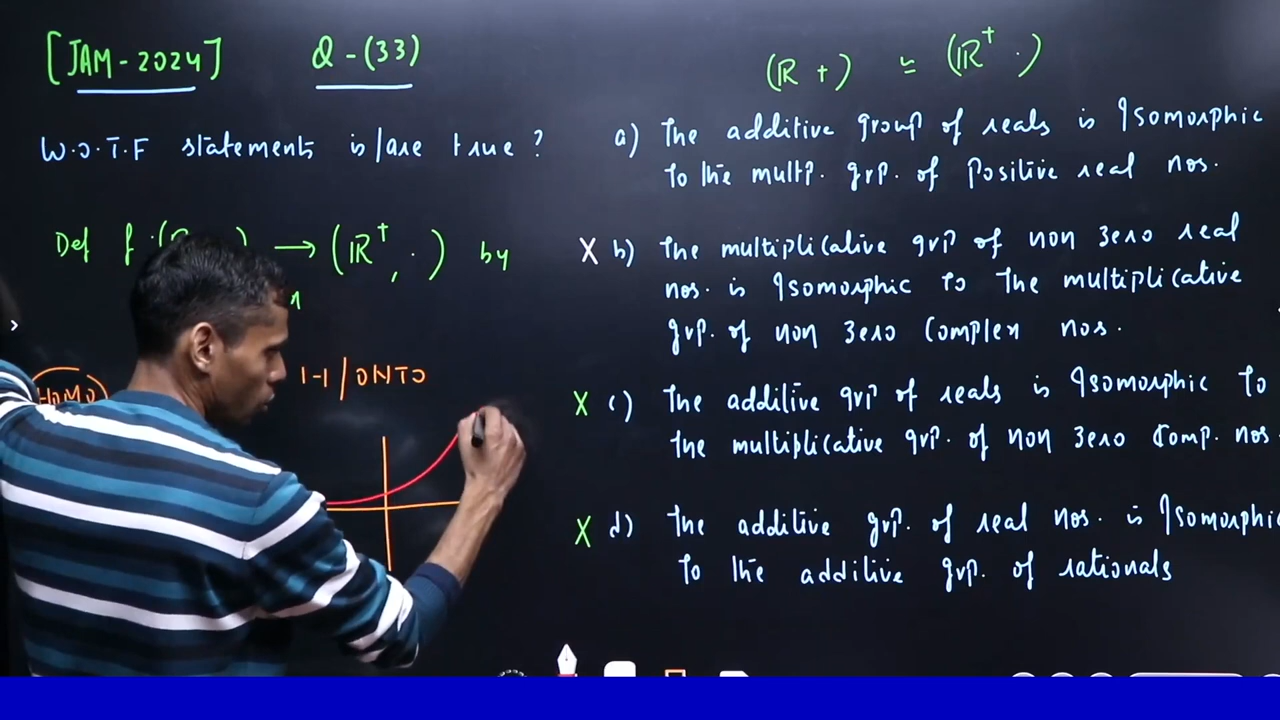 [JAM-2024] Q-(33)
W.O.T.F statements is/are true ?
Def f:(R ) → (R⁺, ·) by
HOMO 1-1/ONTO
(R +) ≅ (R⁺ ·)
a) The additive group of reals is Isomorphic
To the multp. grp. of Positive real nos.
X b) The multiplicative grp of non zero real
nos. is Isomorphic To The multiplicative
grp. of non zero Complex nos.
X c) The additive grp of reals is Isomorphic To
The multiplicative grp. of non zero Comp. nos
X d) The additive grp. of real nos. is Isomorphic
To the additive grp. of rationals